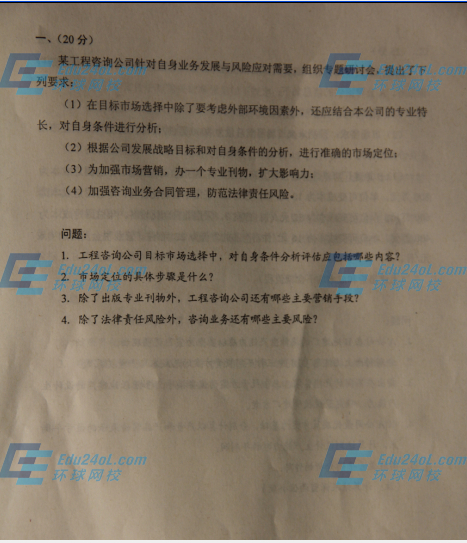 一、（20分）
某工程咨询公司针对自身业务发展与风险应对需要，组织专题研讨会，提出了下
列要求：
（1）在目标市场选择中除了要考虑外部环境因素外，还应结合本公司的专业特
长，对自身条件进行分析；
（2）根据公司发展战略目标和对自身条件的分析，进行准确的市场定位；
（3）为加强市场营销，办一个专业刊物，扩大影响力；
（4）加强咨询业务合同管理，防范法律责任风险。
问题：
1. 工程咨询公司目标市场选择中，对自身条件分析评估应包括哪些内容？
2. 市场定位的具体步骤是什么？
3. 除了出版专业刊物外，工程咨询公司还有哪些主要营销手段？
4. 除了法律责任风险外，咨询业务还有哪些主要风险？
Edu24oL.com
环球网校
Edu24oL.com
环球网校
Edu24oL.com
环球网校
Edu24oL.com
环球网校
Edu24oL.com
环球网校
Edu24oL.com
环球网校